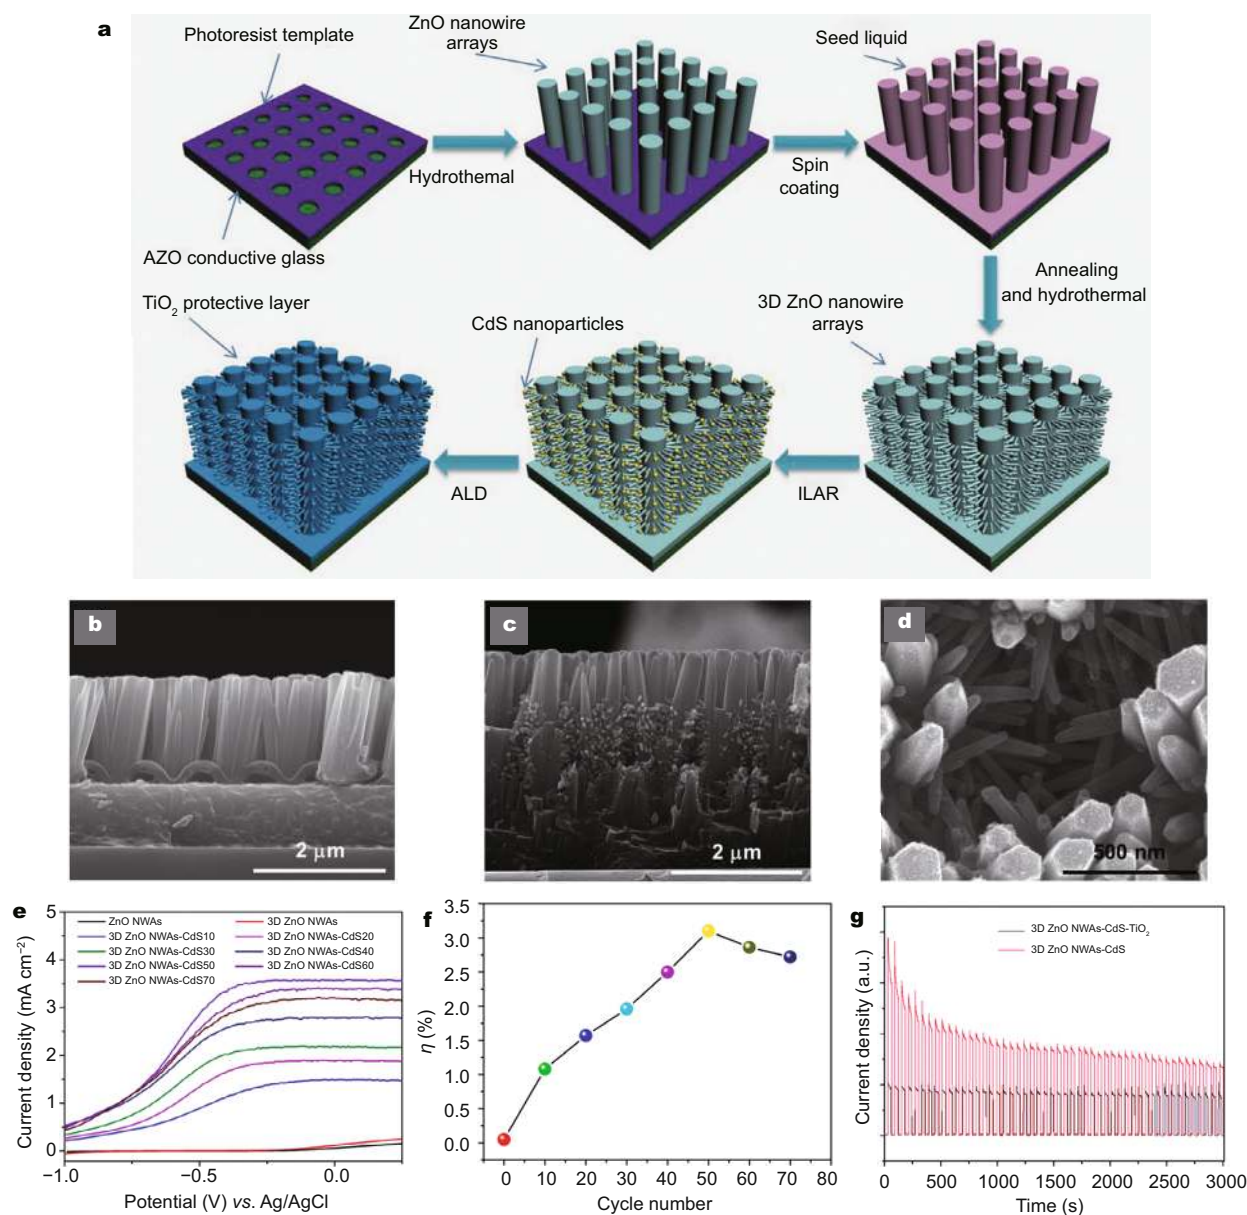 a
Photoresist template
ZnO nanowire
arrays
Seed liquid
Hydrothemal
Spin
coating
AZO conductive glass
Annealing
and hydrothermal
TiO2 protective layer
CdS nanoparticles
3D ZnO nanowire
arrays
ALD
ILAR
b
2 μm
c
2 μm
d
500 nm
e
Current density (mA cm−2)
5
4
3
2
1
0
ZnO NWAs
3D ZnO NWAs
3D ZnO NWAs-CdS10
3D ZnO NWAs-CdS20
3D ZnO NWAs-CdS30
3D ZnO NWAs-CdS40
3D ZnO NWAs-CdS50
3D ZnO NWAs-CdS60
3D ZnO NWAs-CdS70
−1.0
−0.5
0.0
Potential (V) vs. Ag/AgCl
f
η (%)
3.5
3.0
2.5
2.0
1.5
1.0
0.5
0.0
0 10 20 30 40 50 60 70 80
Cycle number
g
Current density (a.u.)
3D ZnO NWAs-CdS-TiO2
3D ZnO NWAs-CdS
0 500 1000 1500 2000 2500 3000
Time (s)